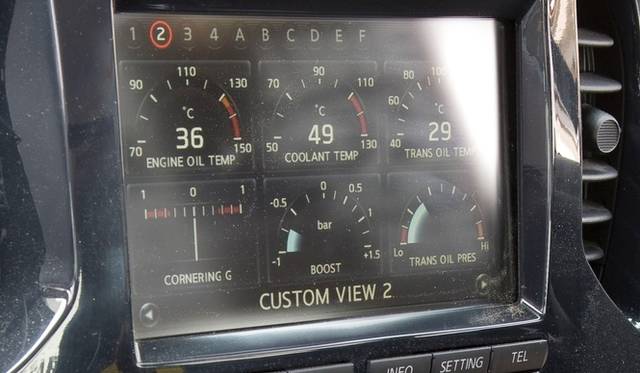 1 2 3 4 A B C D E F
90 110 130
°C
36
70 150
ENGINE OIL TEMP
70 90 110
°C
49
50 130
COOLANT TEMP
60 80 100
°C
29
40
TRANS OIL TEMP
1 0 1
CORNERING G
-0.5 0 0.5
bar
1
-1 +1.5
BOOST
Lo Hi
TRANS OIL PRES
CUSTOM VIEW 2
INFO SETTING TEL